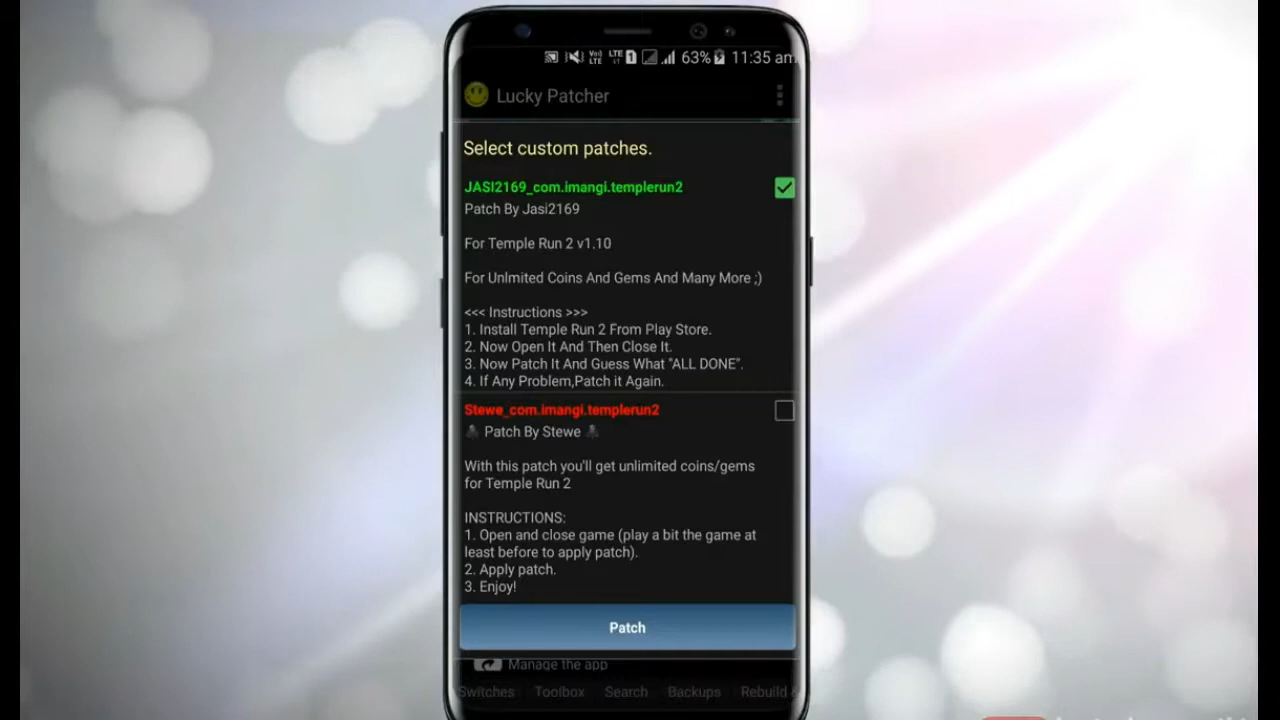 VoI) LTE LTE 1 63% 11:35 am
Lucky Patcher
Select custom patches.
JASI2169_com.imangi.templerun2
Patch By Jasi2169
For Temple Run 2 v1.10
For Unlmited Coins And Gems And Many More ;)
<<< Instructions >>>
1. Install Temple Run 2 From Play Store.
2. Now Open It And Then Close It.
3. Now Patch It And Guess What "ALL DONE".
4. If Any Problem,Patch it Again.
Stewe_com.imangi.templerun2
Patch By Stewe
With this patch you'll get unlimited coins/gems
for Temple Run 2
INSTRUCTIONS:
1. Open and close game (play a bit the game at
least before to apply patch).
2. Apply patch.
3. Enjoy!
Patch
Manage the app
Switches Toolbox Search Backups Rebuild &